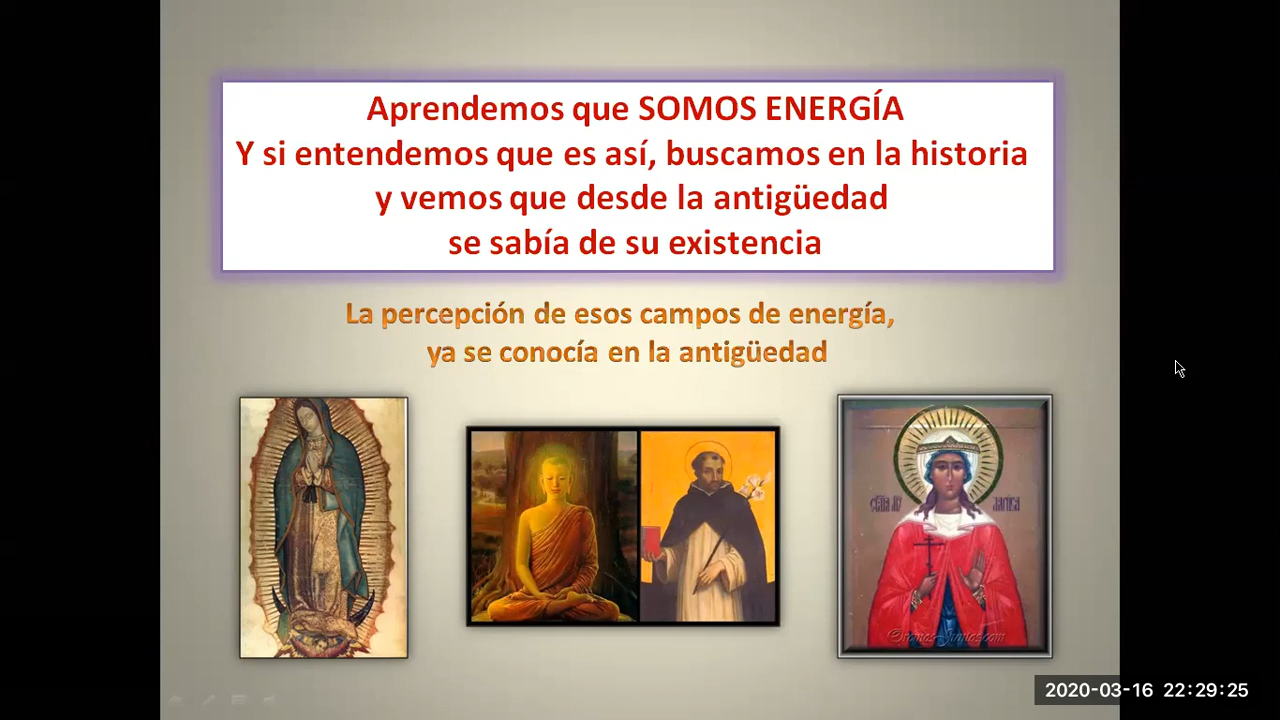 Aprendemos que SOMOS ENERGÍA
Y si entendemos que es así, buscamos en la historia
y vemos que desde la antigüedad
se sabía de su existencia
La percepción de esos campos de energía,
ya se conocía en la antigüedad
2020-03-16 22:29:25